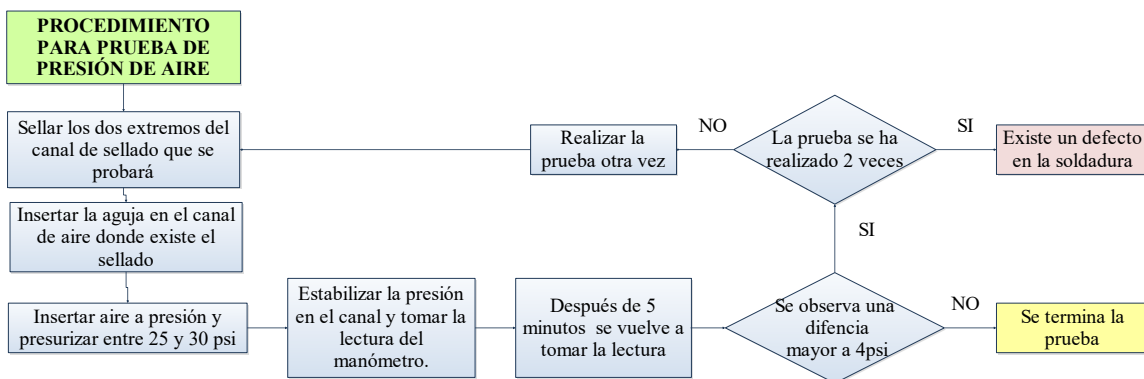 PROCEDIMIENTO
PARA PRUEBA DE
PRESIÓN DE AIRE
Sellar los dos extremos del
canal de sellado que se
probará
Insertar la aguja en el canal
de aire donde existe el
sellado
Insertar aire a presión y
presurizar entre 25 y 30 psi
Estabilizar la presión
en el canal y tomar la
lectura del
manómetro.
Después de 5
minutos se vuelve a
tomar la lectura
Se observa una
difencia
mayor a 4psi
NO
Se termina la
prueba
SI
La prueba se ha
realizado 2 veces
SI
Existe un defecto
en la soldadura
NO
Realizar la
prueba otra vez